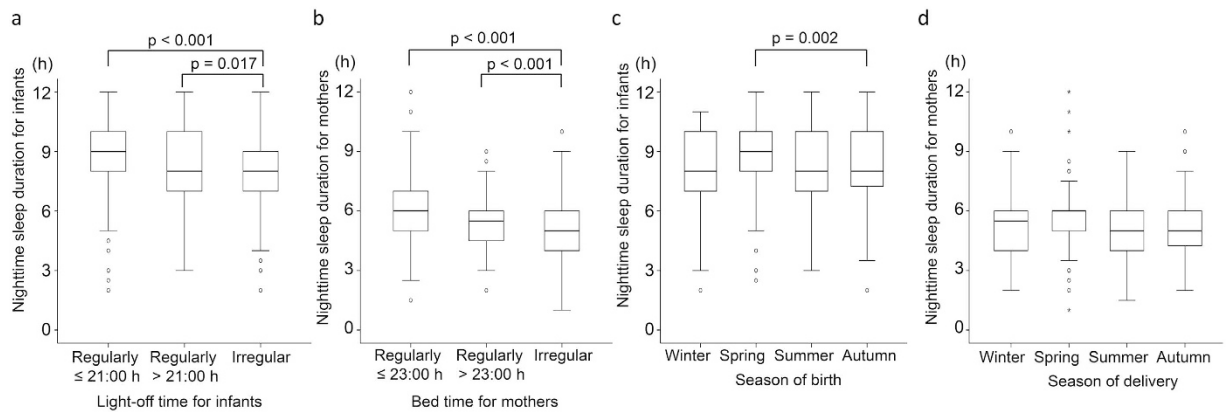 a
p < 0.001
p = 0.017
(h)
Nighttime sleep duration for infants
12
9
6
3
0
Regularly ≤ 21:00 h
Regularly > 21:00 h
Irregular
Light-off time for infants
b
p < 0.001
p < 0.001
(h)
Nighttime sleep duration for mothers
12
9
6
3
0
Regularly ≤ 23:00 h
Regularly > 23:00 h
Irregular
Bed time for mothers
c
p = 0.002
(h)
Nighttime sleep duration for infants
12
9
6
3
0
Winter Spring Summer Autumn
Season of birth
d
(h)
Nighttime sleep duration for mothers
12
9
6
3
0
Winter Spring Summer Autumn
Season of delivery